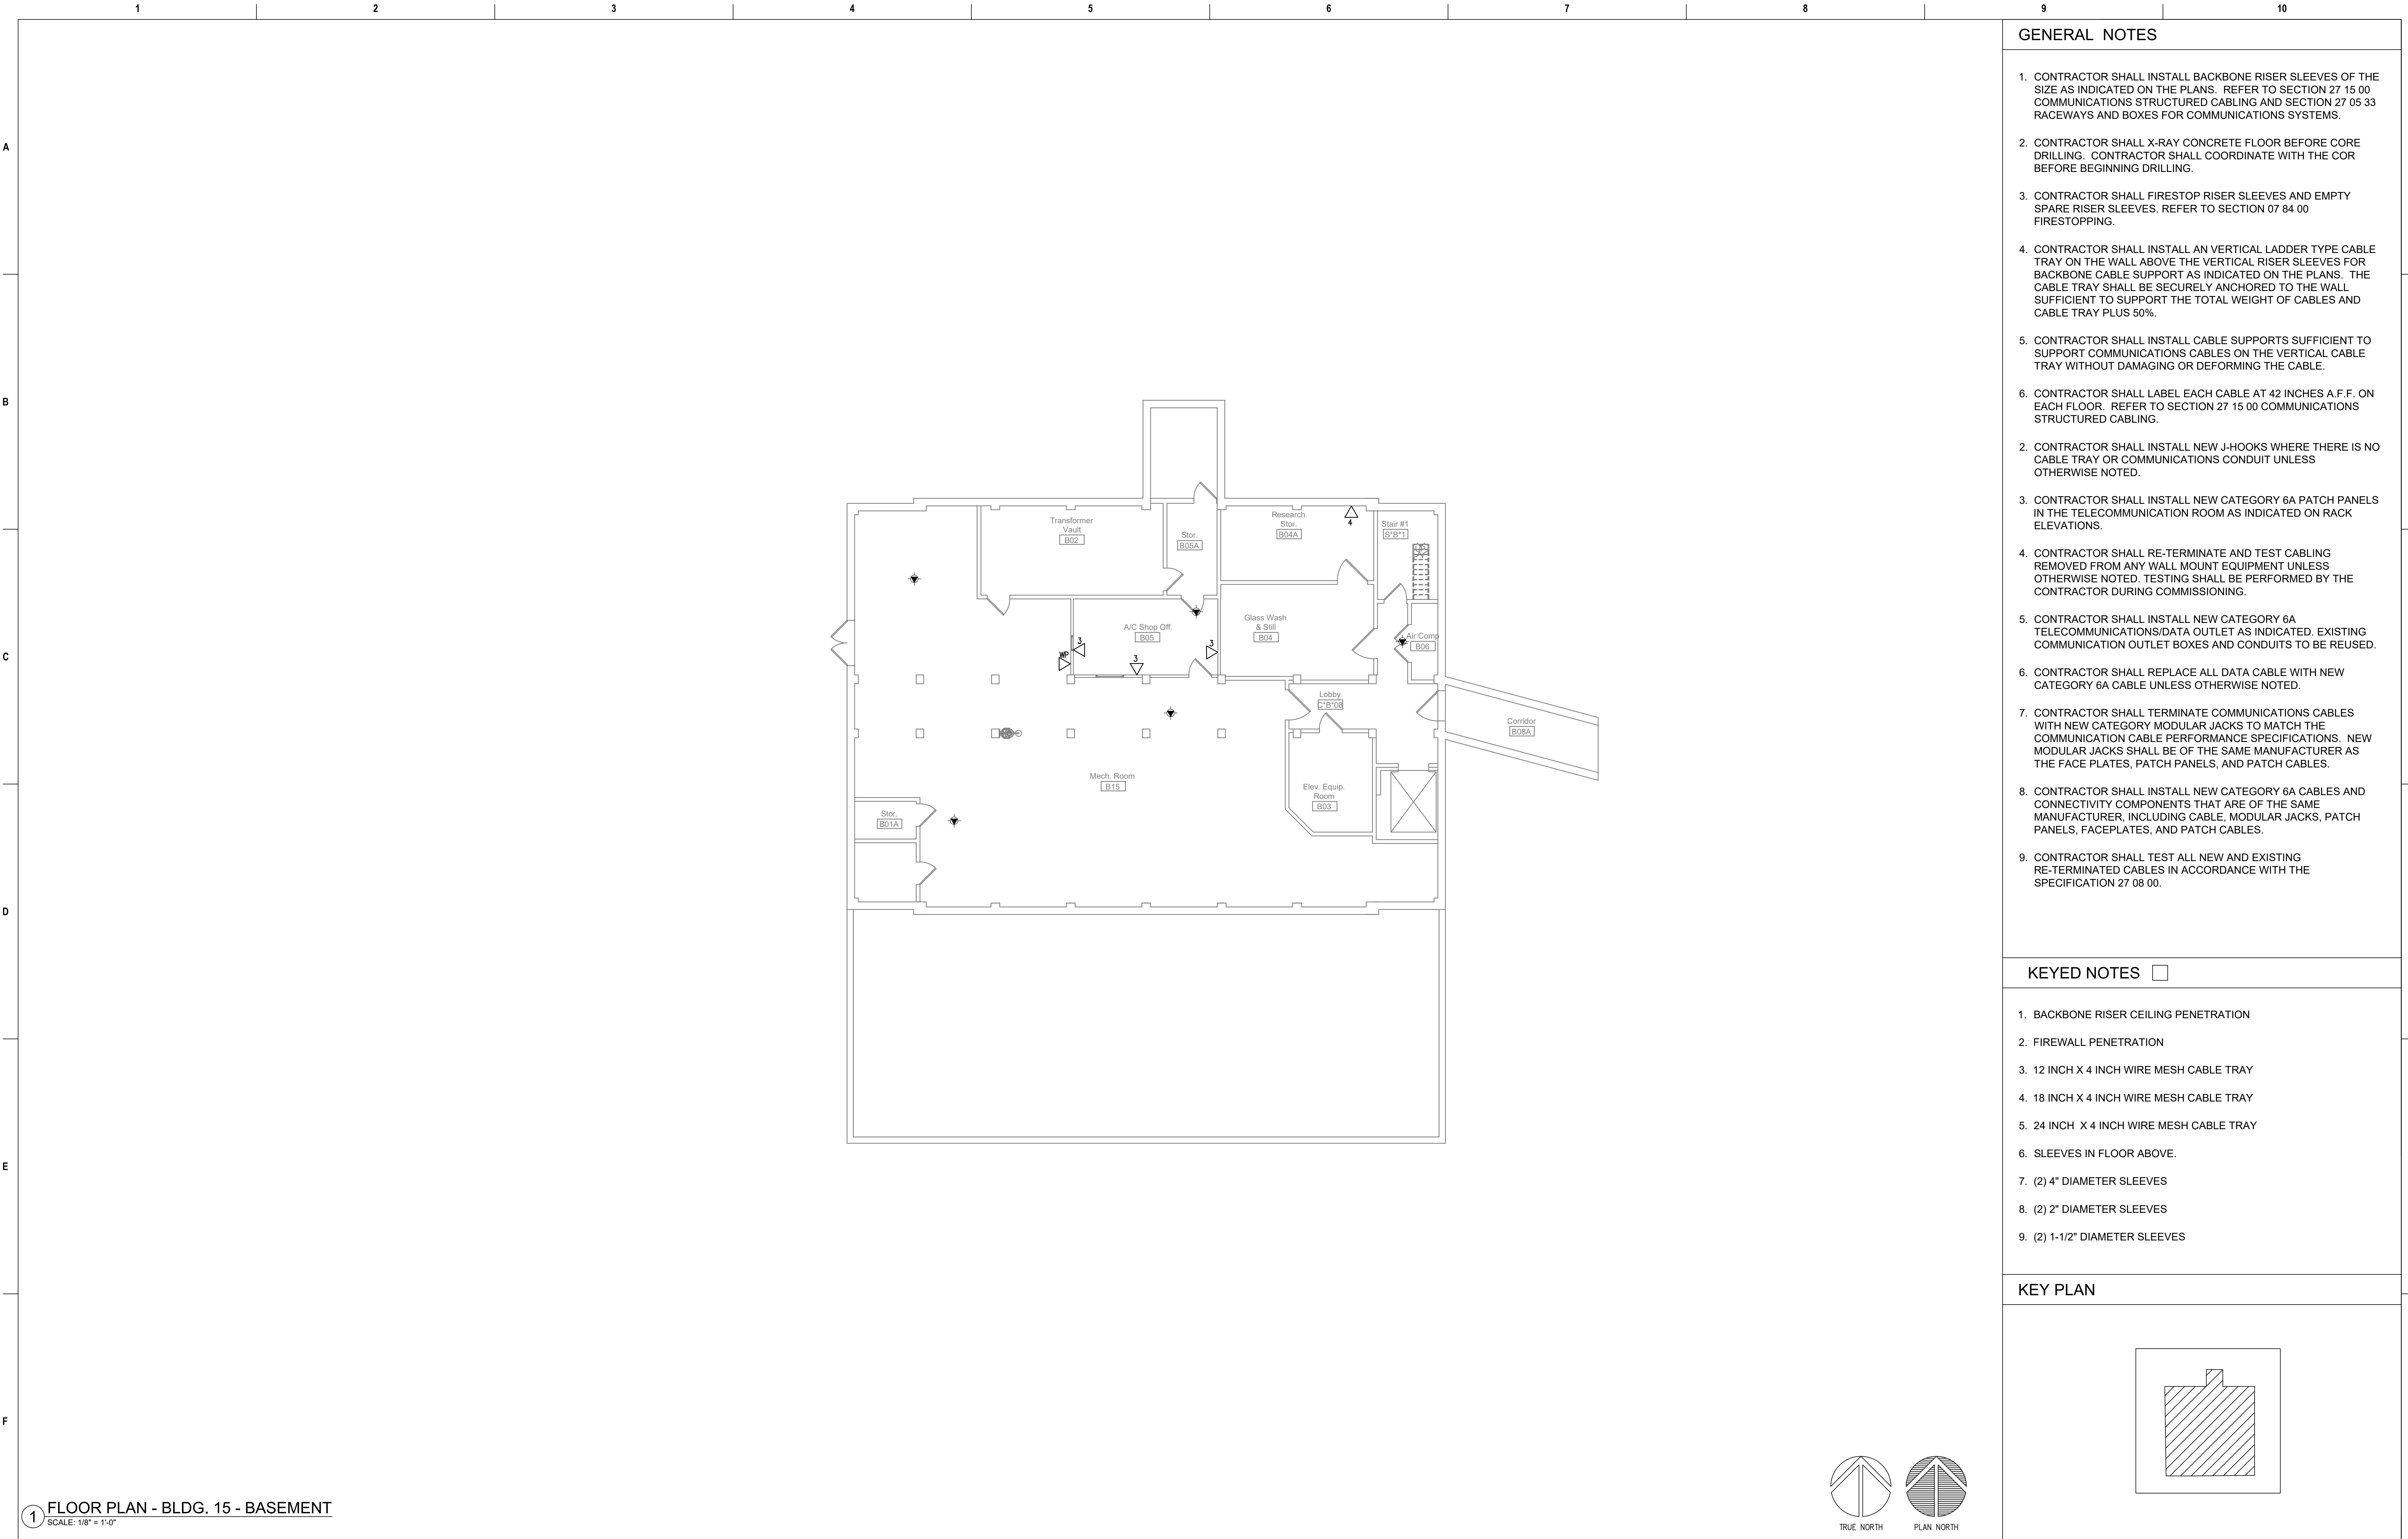 1 2 3 4 5 6 7 8 9 10
A
B
C
D
E
F
Transformer
Vault
B02
Stor.
B05A
Research
Stor.
B04A
4
Stair #1
S*B*1
A/C Shop Off.
B05
3
WP
3
3
Glass Wash
& Still
B04
Air Comp
B06
Lobby
C*B*08
Corridor
B08A
Mech. Room
B15
Elev. Equip.
Room
B03
Stor.
B01A
1 FLOOR PLAN - BLDG. 15 - BASEMENT
SCALE: 1/8" = 1'-0"
TRUE NORTH
PLAN NORTH
GENERAL NOTES
1. CONTRACTOR SHALL INSTALL BACKBONE RISER SLEEVES OF THE
SIZE AS INDICATED ON THE PLANS. REFER TO SECTION 27 15 00
COMMUNICATIONS STRUCTURED CABLING AND SECTION 27 05 33
RACEWAYS AND BOXES FOR COMMUNICATIONS SYSTEMS.
2. CONTRACTOR SHALL X-RAY CONCRETE FLOOR BEFORE CORE
DRILLING. CONTRACTOR SHALL COORDINATE WITH THE COR
BEFORE BEGINNING DRILLING.
3. CONTRACTOR SHALL FIRESTOP RISER SLEEVES AND EMPTY
SPARE RISER SLEEVES. REFER TO SECTION 07 84 00
FIRESTOPPING.
4. CONTRACTOR SHALL INSTALL AN VERTICAL LADDER TYPE CABLE
TRAY ON THE WALL ABOVE THE VERTICAL RISER SLEEVES FOR
BACKBONE CABLE SUPPORT AS INDICATED ON THE PLANS. THE
CABLE TRAY SHALL BE SECURELY ANCHORED TO THE WALL
SUFFICIENT TO SUPPORT THE TOTAL WEIGHT OF CABLES AND
CABLE TRAY PLUS 50%.
5. CONTRACTOR SHALL INSTALL CABLE SUPPORTS SUFFICIENT TO
SUPPORT COMMUNICATIONS CABLES ON THE VERTICAL CABLE
TRAY WITHOUT DAMAGING OR DEFORMING THE CABLE.
6. CONTRACTOR SHALL LABEL EACH CABLE AT 42 INCHES A.F.F. ON
EACH FLOOR. REFER TO SECTION 27 15 00 COMMUNICATIONS
STRUCTURED CABLING.
2. CONTRACTOR SHALL INSTALL NEW J-HOOKS WHERE THERE IS NO
CABLE TRAY OR COMMUNICATIONS CONDUIT UNLESS
OTHERWISE NOTED.
3. CONTRACTOR SHALL INSTALL NEW CATEGORY 6A PATCH PANELS
IN THE TELECOMMUNICATION ROOM AS INDICATED ON RACK
ELEVATIONS.
4. CONTRACTOR SHALL RE-TERMINATE AND TEST CABLING
REMOVED FROM ANY WALL MOUNT EQUIPMENT UNLESS
OTHERWISE NOTED. TESTING SHALL BE PERFORMED BY THE
CONTRACTOR DURING COMMISSIONING.
5. CONTRACTOR SHALL INSTALL NEW CATEGORY 6A
TELECOMMUNICATIONS/DATA OUTLET AS INDICATED. EXISTING
COMMUNICATION OUTLET BOXES AND CONDUITS TO BE REUSED.
6. CONTRACTOR SHALL REPLACE ALL DATA CABLE WITH NEW
CATEGORY 6A CABLE UNLESS OTHERWISE NOTED.
7. CONTRACTOR SHALL TERMINATE COMMUNICATIONS CABLES
WITH NEW CATEGORY MODULAR JACKS TO MATCH THE
COMMUNICATION CABLE PERFORMANCE SPECIFICATIONS. NEW
MODULAR JACKS SHALL BE OF THE SAME MANUFACTURER AS
THE FACE PLATES, PATCH PANELS, AND PATCH CABLES.
8. CONTRACTOR SHALL INSTALL NEW CATEGORY 6A CABLES AND
CONNECTIVITY COMPONENTS THAT ARE OF THE SAME
MANUFACTURER, INCLUDING CABLE, MODULAR JACKS, PATCH
PANELS, FACEPLATES, AND PATCH CABLES.
9. CONTRACTOR SHALL TEST ALL NEW AND EXISTING
RE-TERMINATED CABLES IN ACCORDANCE WITH THE
SPECIFICATION 27 08 00.
KEYED NOTES
1. BACKBONE RISER CEILING PENETRATION
2. FIREWALL PENETRATION
3. 12 INCH X 4 INCH WIRE MESH CABLE TRAY
4. 18 INCH X 4 INCH WIRE MESH CABLE TRAY
5. 24 INCH X 4 INCH WIRE MESH CABLE TRAY
6. SLEEVES IN FLOOR ABOVE.
7. (2) 4" DIAMETER SLEEVES
8. (2) 2" DIAMETER SLEEVES
9. (2) 1-1/2" DIAMETER SLEEVES
KEY PLAN